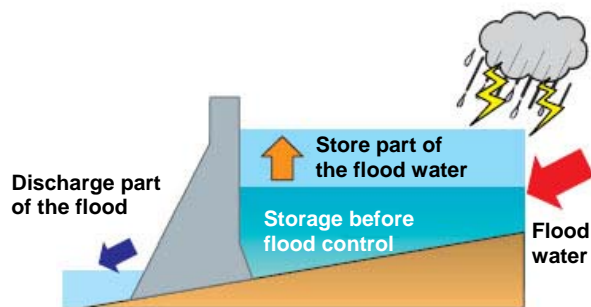 Store part of
the flood water
Discharge part
of the flood
Storage before
flood control
Flood
water